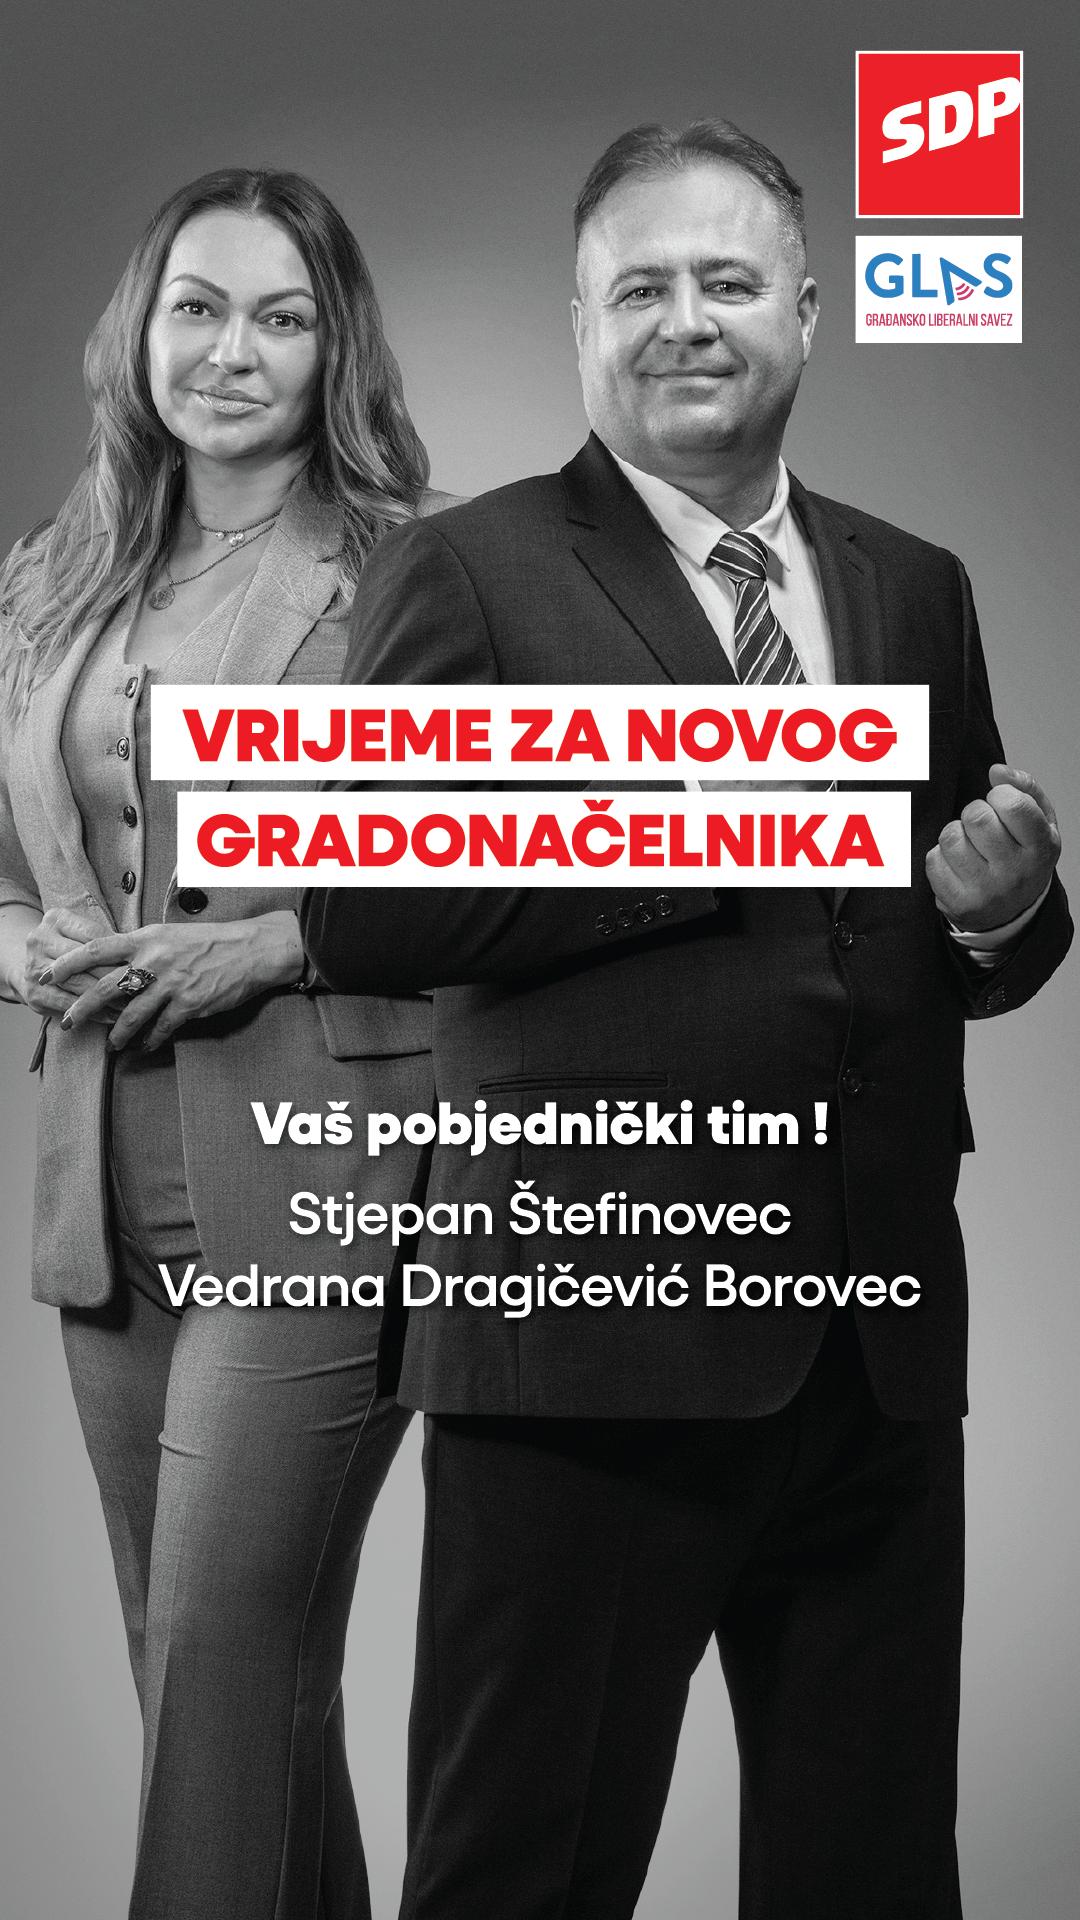 SDP
GLAS
GRAĐANSKO LIBERALNI SAVEZ
VRIJEME ZA NOVOG
GRADONAČELNIKA
Vaš pobjednički tim !
Stjepan Štefinovec
Vedrana Dragičević Borovec